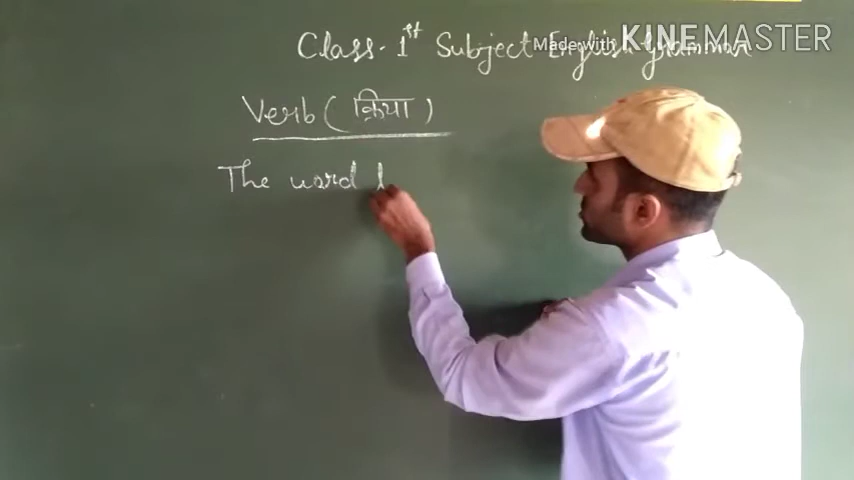 Class-1st Subject English Grammar
Made with KINEMASTER
Verb (क्रिया)
The word